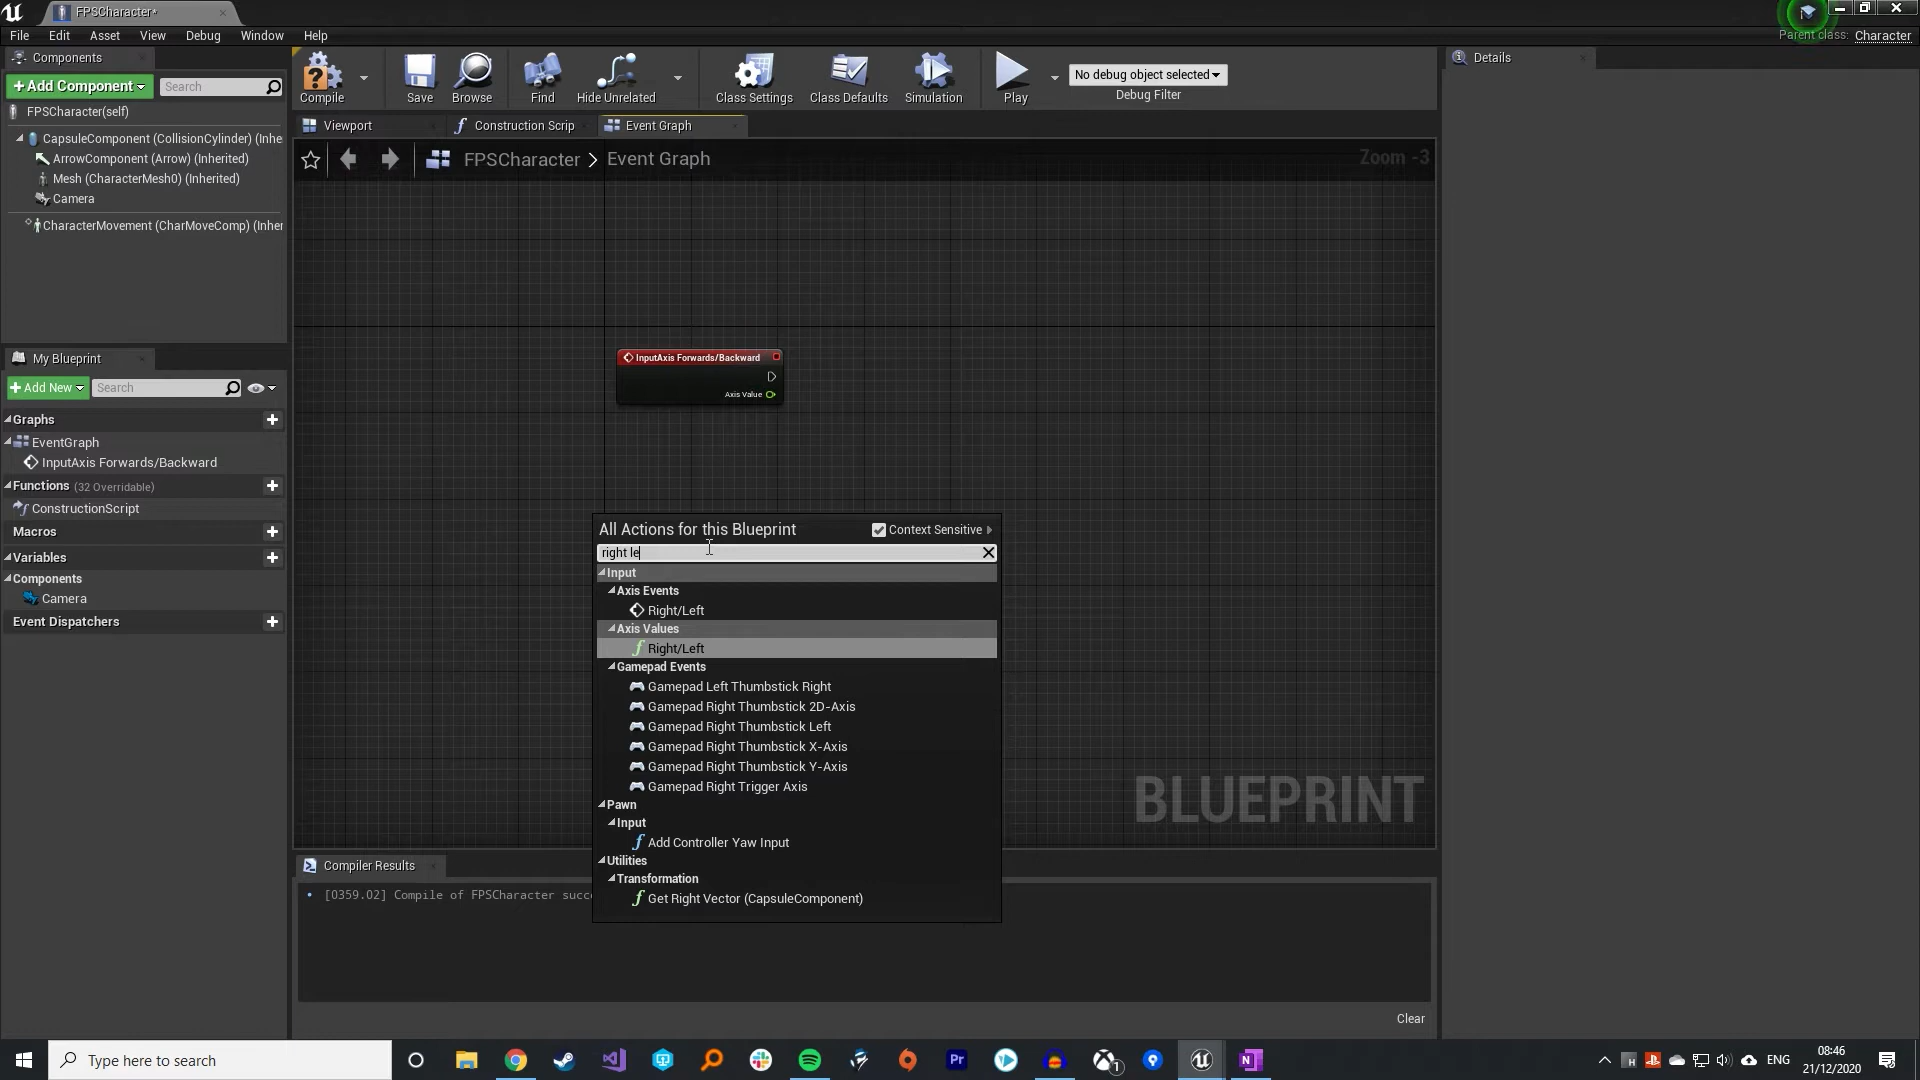 FPSCharacter*
File Edit Asset View Debug Window Help
Parent class: Character
Components
+ Add Component
Search
FPSCharacter(self)
CapsuleComponent (CollisionCylinder) (Inhe
ArrowComponent (Arrow) (Inherited)
Mesh (CharacterMesh0) (Inherited)
Camera
CharacterMovement (CharMoveComp) (Inher
Compile
Save
Browse
Find
Hide Unrelated
Class Settings
Class Defaults
Simulation
Play
No debug object selected
Debug Filter
Details
Viewport
Construction Scrip
Event Graph
FPSCharacter > Event Graph
Zoom -3
InputAxis Forwards/Backward
Axis Value
My Blueprint
+ Add New
Search
Graphs
EventGraph
InputAxis Forwards/Backward
Functions (32 Overridable)
ConstructionScript
Macros
Variables
Components
Camera
Event Dispatchers
All Actions for this Blueprint
Context Sensitive
right le
Input
Axis Events
Right/Left
Axis Values
Right/Left
Gamepad Events
Gamepad Left Thumbstick Right
Gamepad Right Thumbstick 2D-Axis
Gamepad Right Thumbstick Left
Gamepad Right Thumbstick X-Axis
Gamepad Right Thumbstick Y-Axis
Gamepad Right Trigger Axis
Pawn
Input
Add Controller Yaw Input
Utilities
Transformation
Get Right Vector (CapsuleComponent)
BLUEPRINT
Compiler Results
[0359.02] Compile of FPSCharacter succe
Clear
Type here to search
Pr
1
N
H
ENG
08:46
21/12/2020